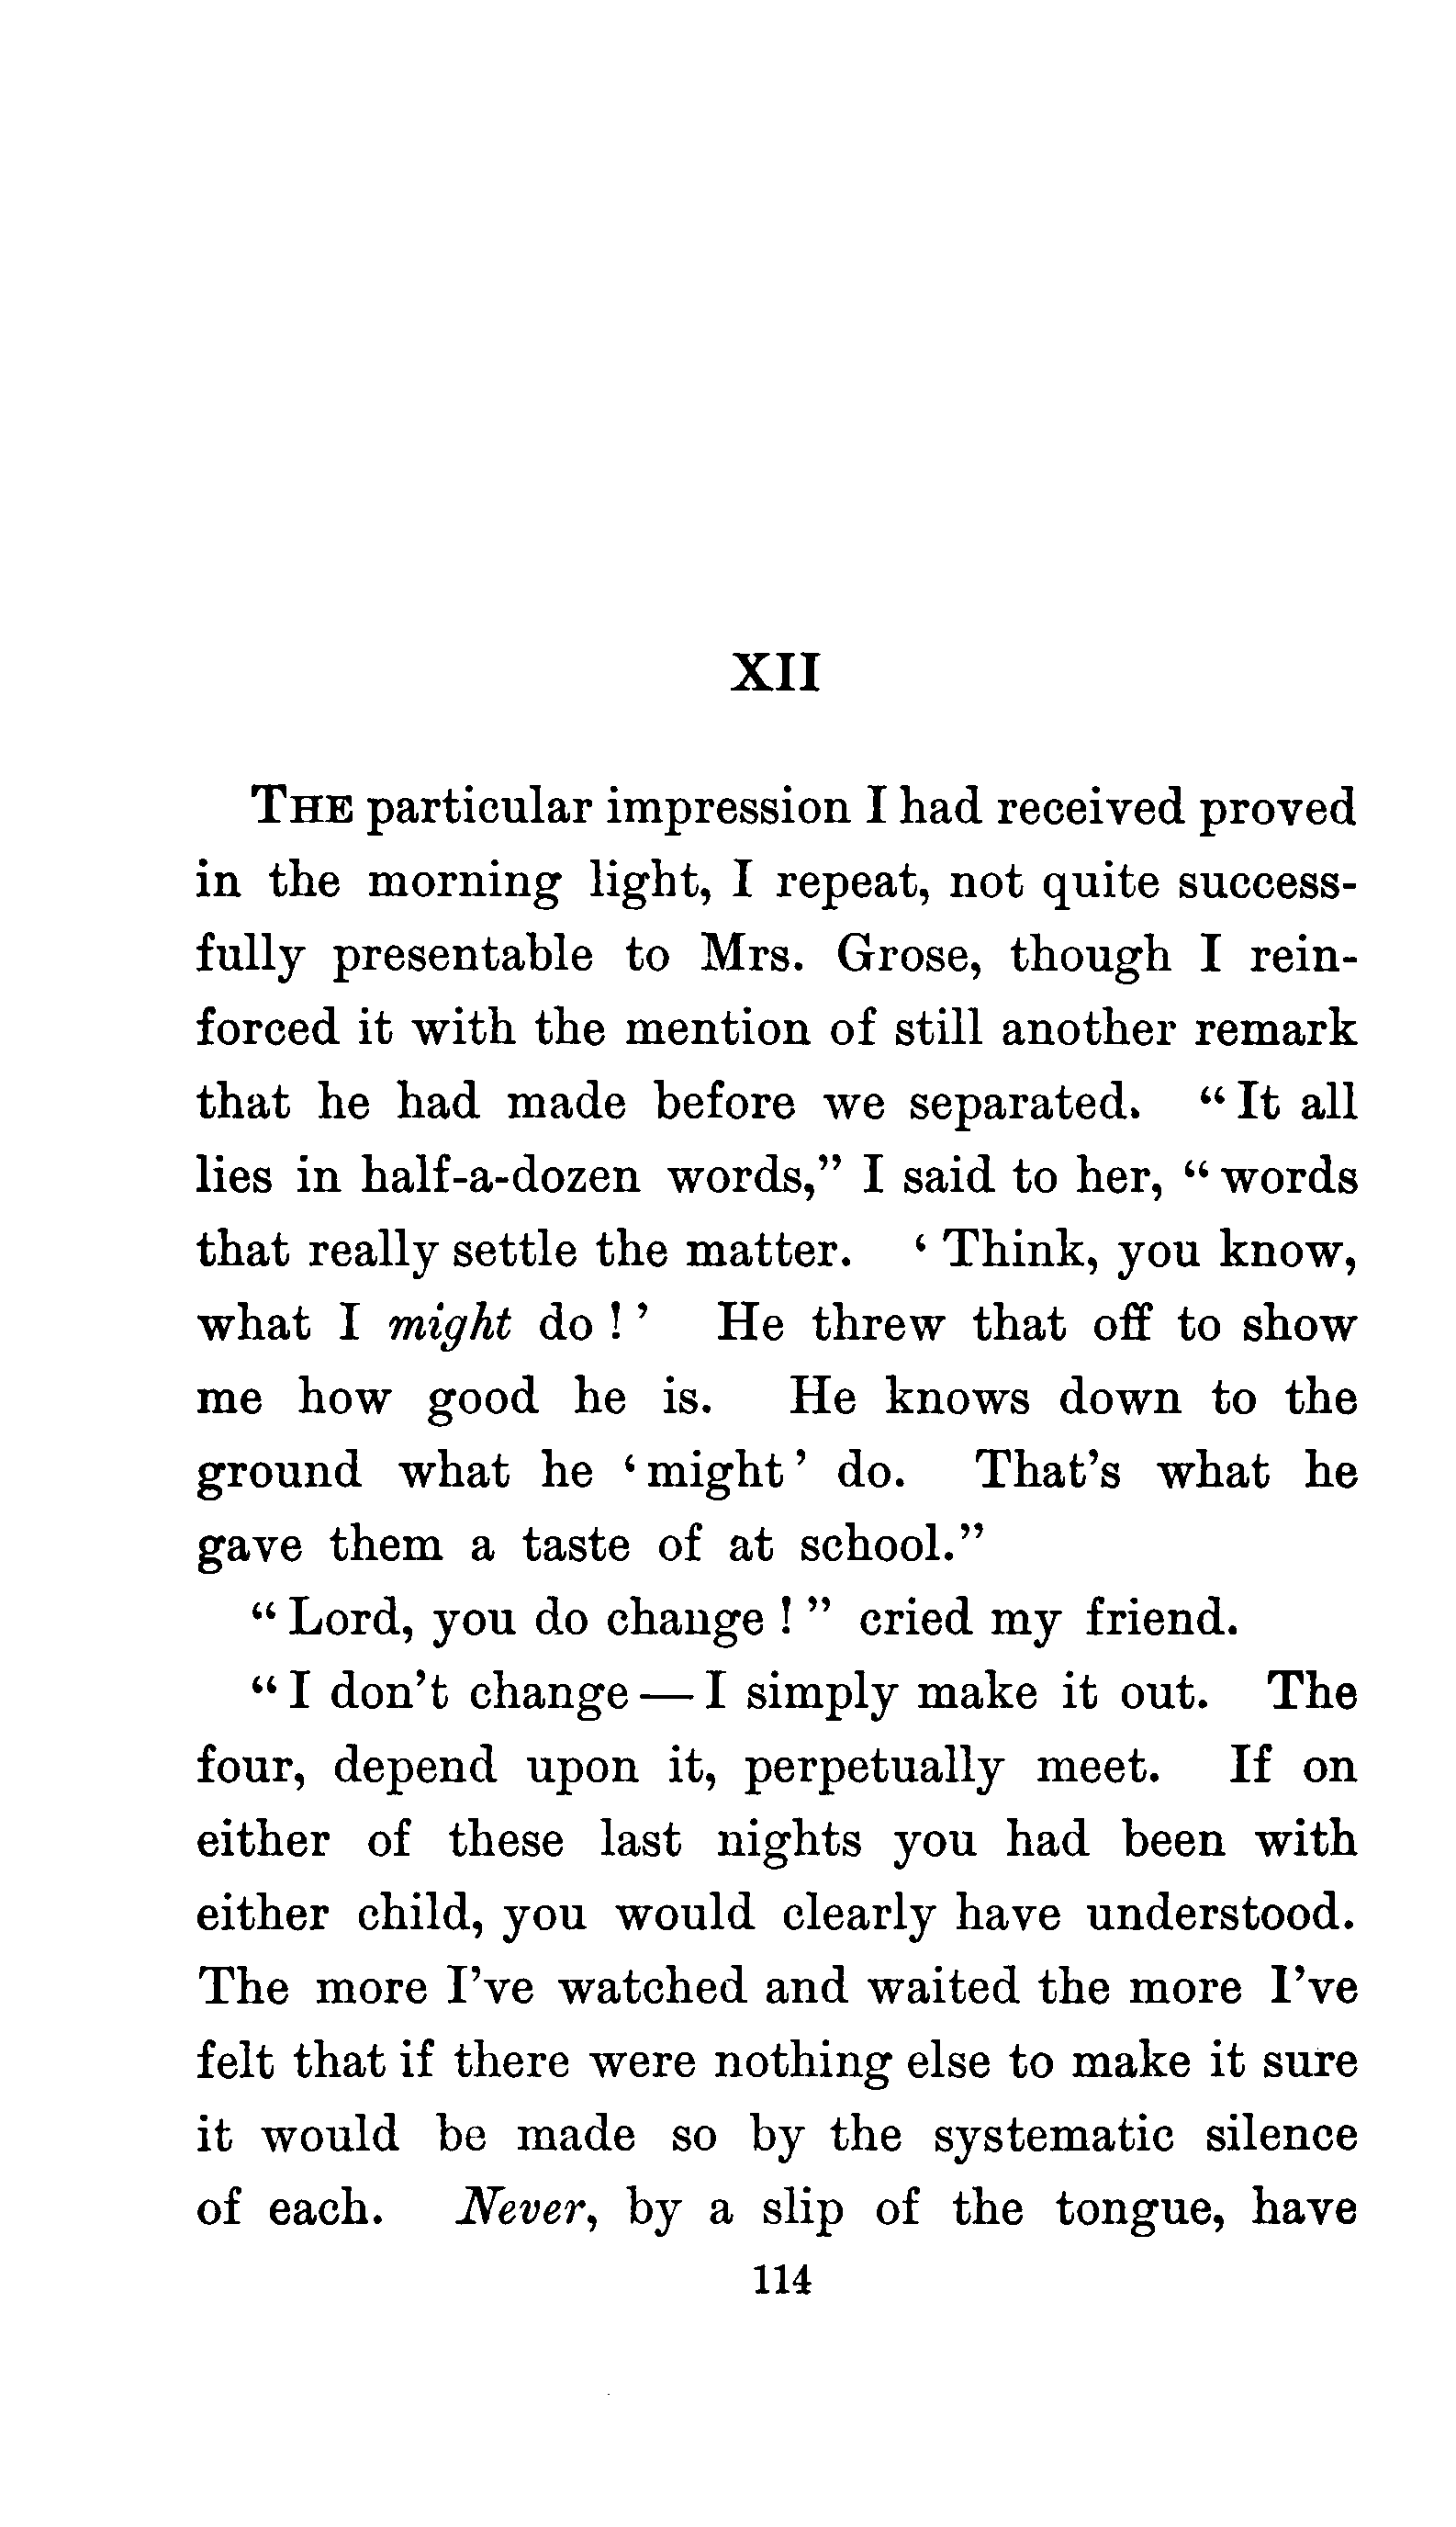 XII
THE particular impression I had received proved
in the morning light, I repeat, not quite success-
fully presentable to Mrs. Grose, though I rein-
forced it with the mention of still another remark
that he had made before we separated. “It all
lies in half-a-dozen words,” I said to her, “words
that really settle the matter. ‘Think, you know,
what I might do!’ He threw that off to show
me how good he is. He knows down to the
ground what he ‘might’ do. That’s what he
gave them a taste of at school.”
“Lord, you do change!” cried my friend.
“I don’t change—I simply make it out. The
four, depend upon it, perpetually meet. If on
either of these last nights you had been with
either child, you would clearly have understood.
The more I’ve watched and waited the more I’ve
felt that if there were nothing else to make it sure
it would be made so by the systematic silence
of each. Never, by a slip of the tongue, have
114